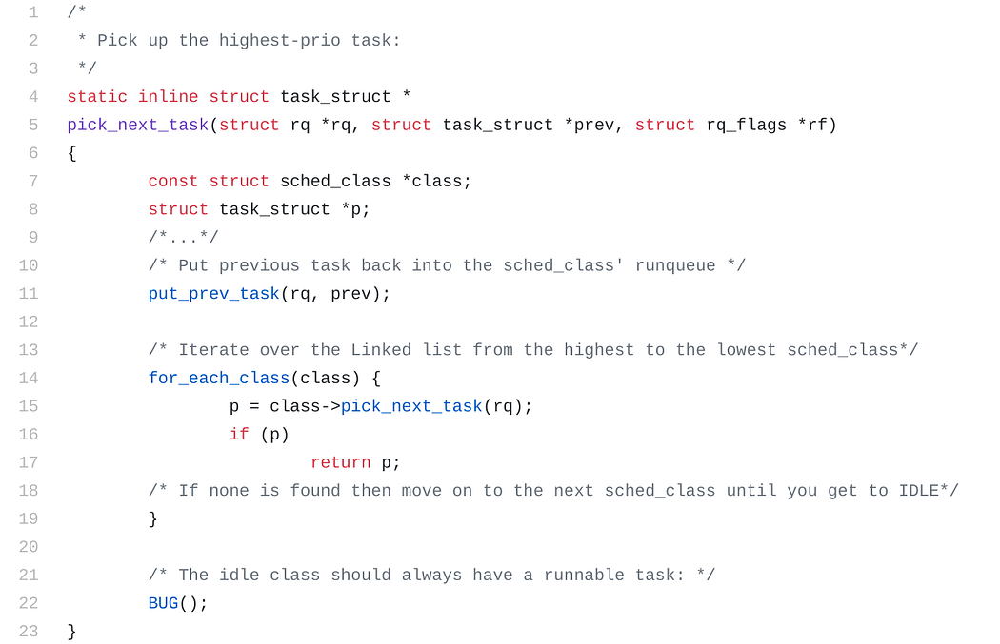 1 /*
2  * Pick up the highest-prio task:
3  */
4 static inline struct task_struct *
5 pick_next_task(struct rq *rq, struct task_struct *prev, struct rq_flags *rf)
6 {
7         const struct sched_class *class;
8         struct task_struct *p;
9         /*...*/
10         /* Put previous task back into the sched_class' runqueue */
11         put_prev_task(rq, prev);
12
13         /* Iterate over the Linked list from the highest to the lowest sched_class*/
14         for_each_class(class) {
15                 p = class->pick_next_task(rq);
16                 if (p)
17                         return p;
18         /* If none is found then move on to the next sched_class until you get to IDLE*/
19         }
20
21         /* The idle class should always have a runnable task: */
22         BUG();
23 }